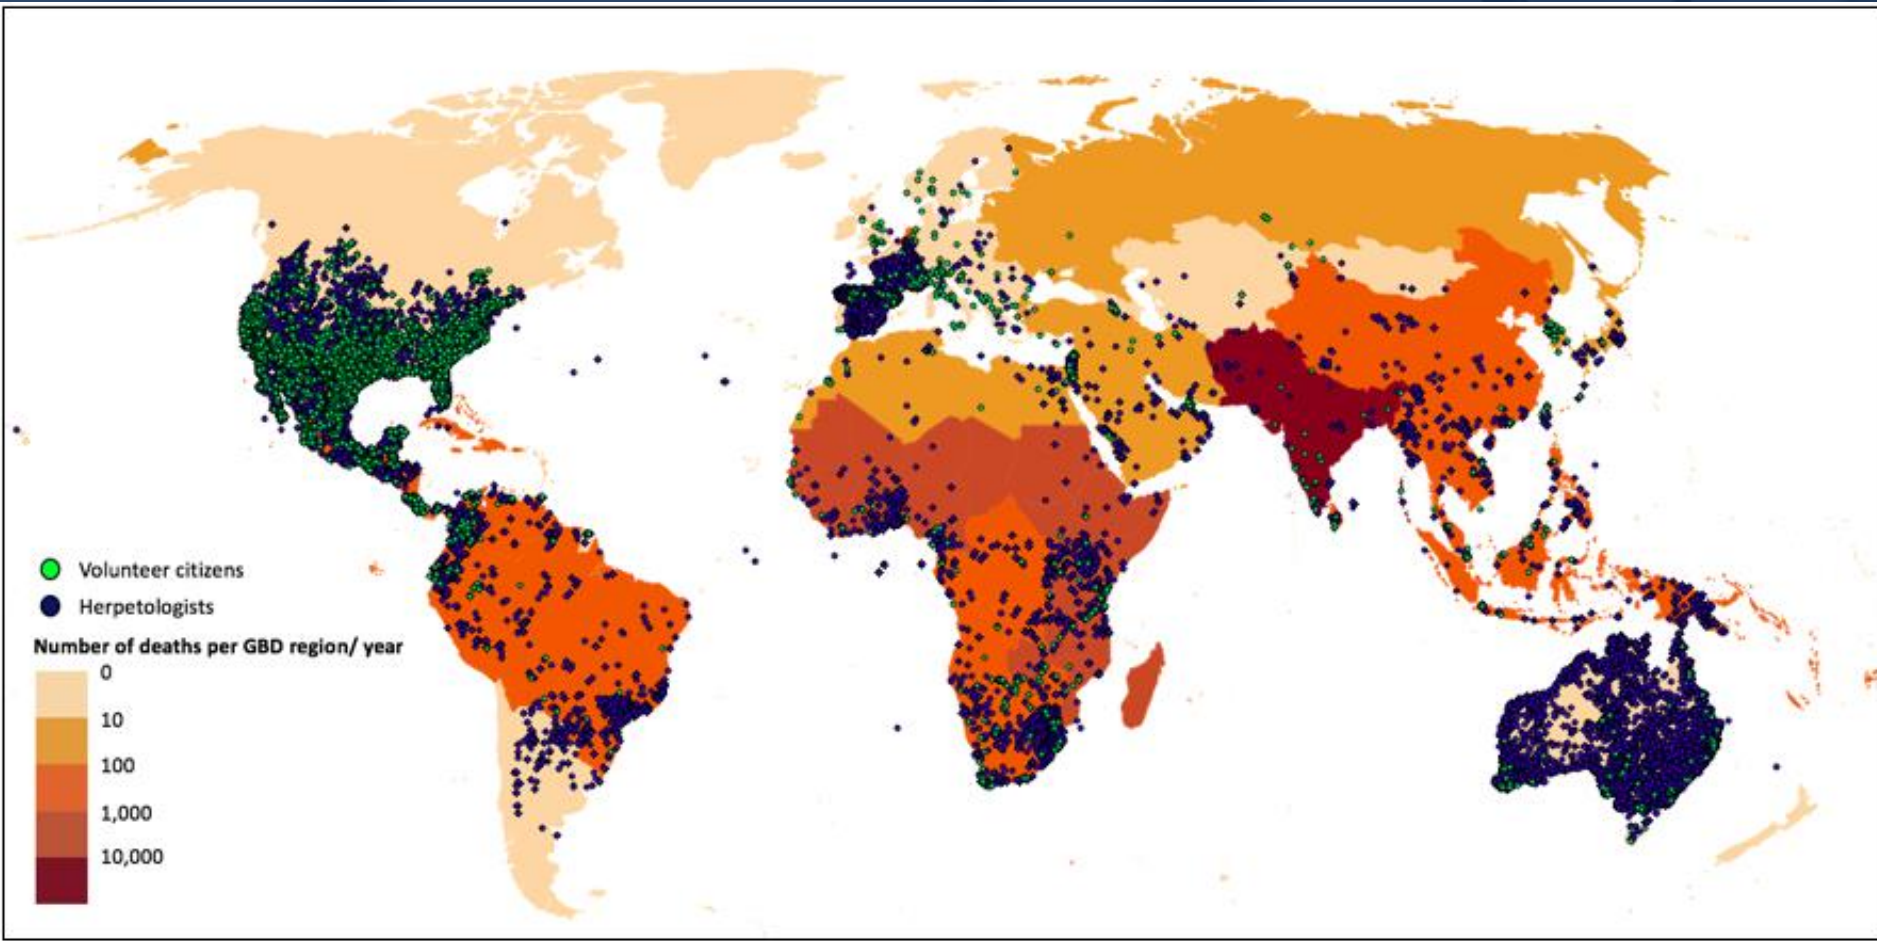 Volunteer citizens
Herpetologists
Number of deaths per GBD region/ year
0
10
100
1,000
10,000